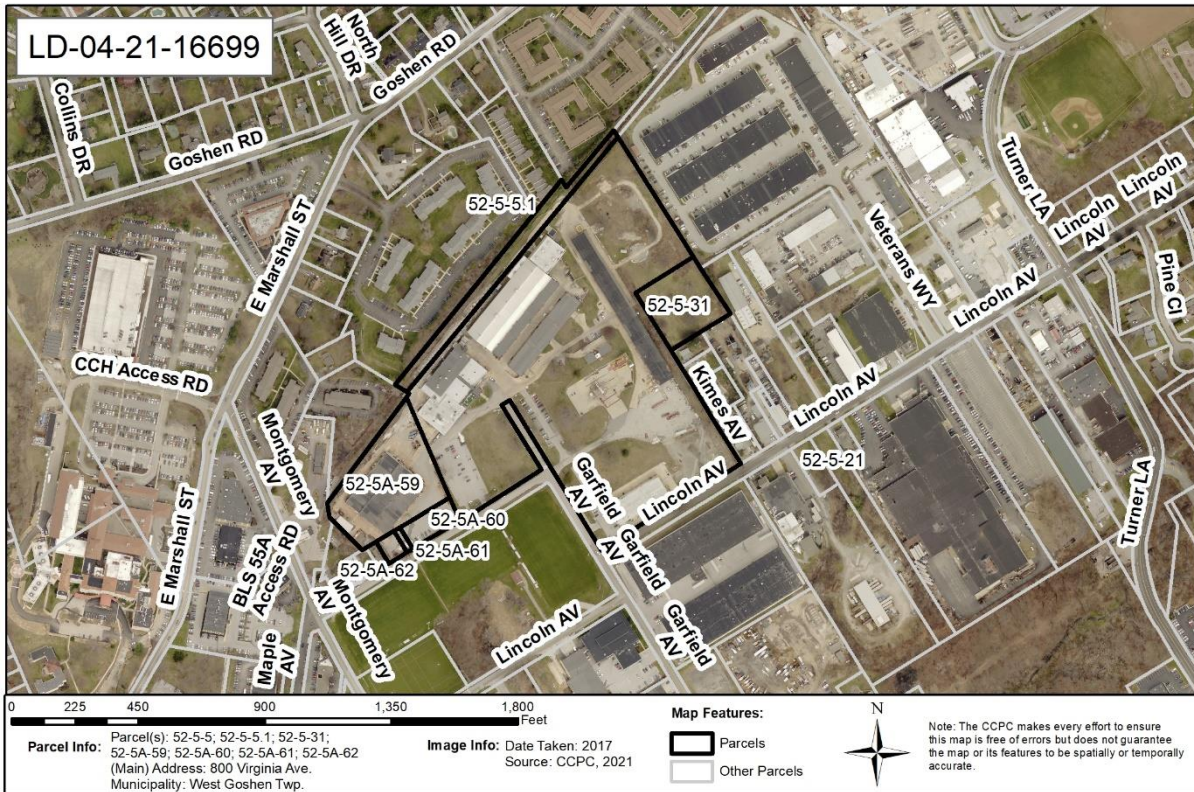 LD-04-21-16699
North
Hill DR
Goshen RD
Collins DR
Goshen RD
52-5-5.1
E Marshall ST
Turner LA
Lincoln
AV
Lincoln
AV
Veterans WY
Pine CI
52-5-31
Lincoln AV
CCH Access RD
Kimes AV
Lincoln AV
Montgomery
AV
52-5A-59
Garfield
AV
Lincoln AV
52-5-21
E Marshall ST
52-5A-60
Turner LA
BLS 55A
Access RD
52-5A-61
Garfield
AV
52-5A-62
Montgomery
AV
Maple
AV
Lincoln AV
Garfield
AV
0 225 450 900 1,350 1,800
Feet
Parcel Info: Parcel(s): 52-5-5; 52-5-5.1; 52-5-31;
52-5A-59; 52-5A-60; 52-5A-61; 52-5A-62
(Main) Address: 800 Virginia Ave.
Municipality: West Goshen Twp.
Image Info: Date Taken: 2017
Source: CCPC, 2021
Map Features:
Parcels
Other Parcels
N
Note: The CCPC makes every effort to ensure
this map is free of errors but does not guarantee
the map or its features to be spatially or temporally
accurate.